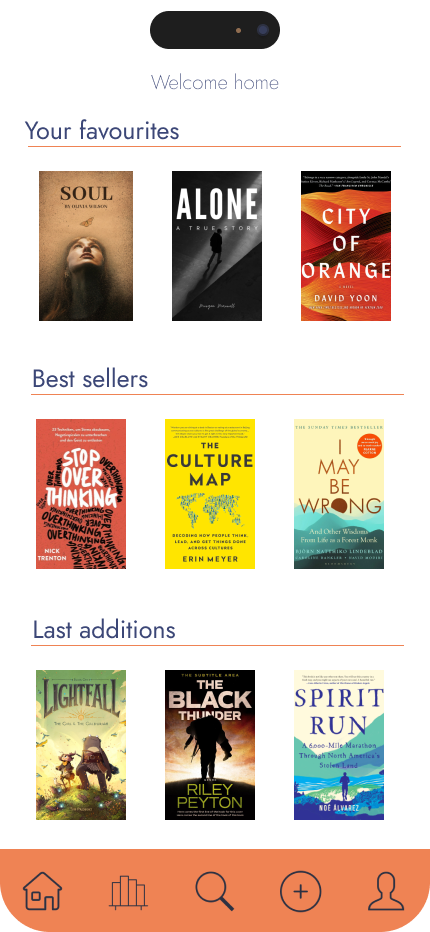 Welcome home
Your favourites
SOUL
BY OLIVIA WILSON
ALONE
A TRUE STORY
CITY
OF
ORANGE
A NOVEL
DAVID YOON
Best sellers
STOP
OVER
THINKING
NICK
TRENTON
THE
CULTURE
MAP
DECODING HOW PEOPLE THINK,
LEAD, AND GET THINGS DONE
ACROSS CULTURES
ERIN MEYER
THE SUNDAY TIMES BESTSELLER
I
MAY
BE
WRONG
And Other Wisdoms
From Life as a Forest Monk
BJÖRN NATTHIKO LINDEBLAD
Last additions
LIGHTFALL
THE SUBTITLE AREA
THE
BLACK
THUNDER
RILEY
PEYTON
SPIRIT
RUN
A 6,000-Mile Marathon
Through North America's
Stolen Land
NOÉ ÁLVAREZ